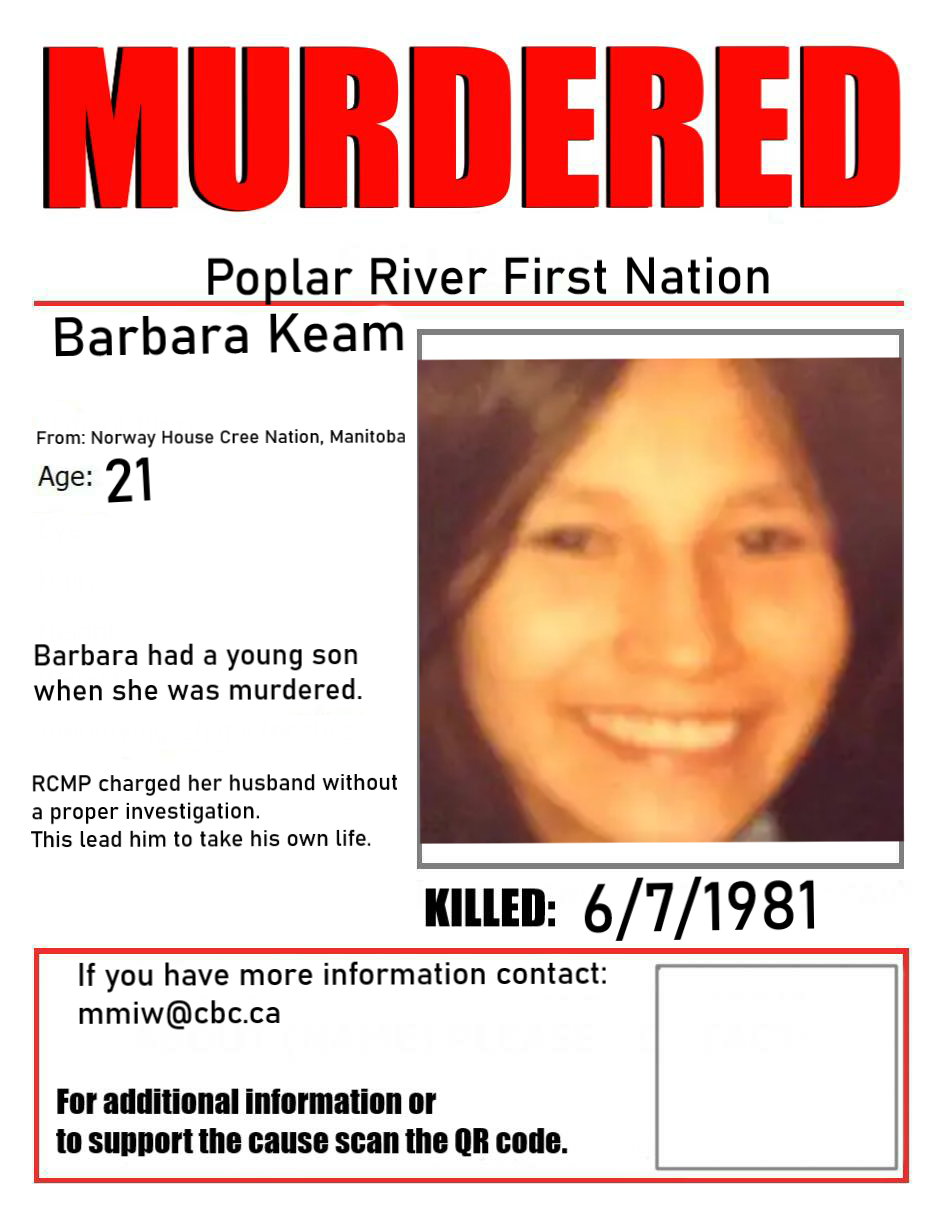 MURDERED
Poplar River First Nation
Barbara Keam
From: Norway House Cree Nation, Manitoba
Age: 21
Barbara had a young son
when she was murdered.
RCMP charged her husband without
a proper investigation.
This lead him to take his own life.
KILLED: 6/7/1981
If you have more information contact:
mmiw@cbc.ca
For additional information or
to support the cause scan the QR code.